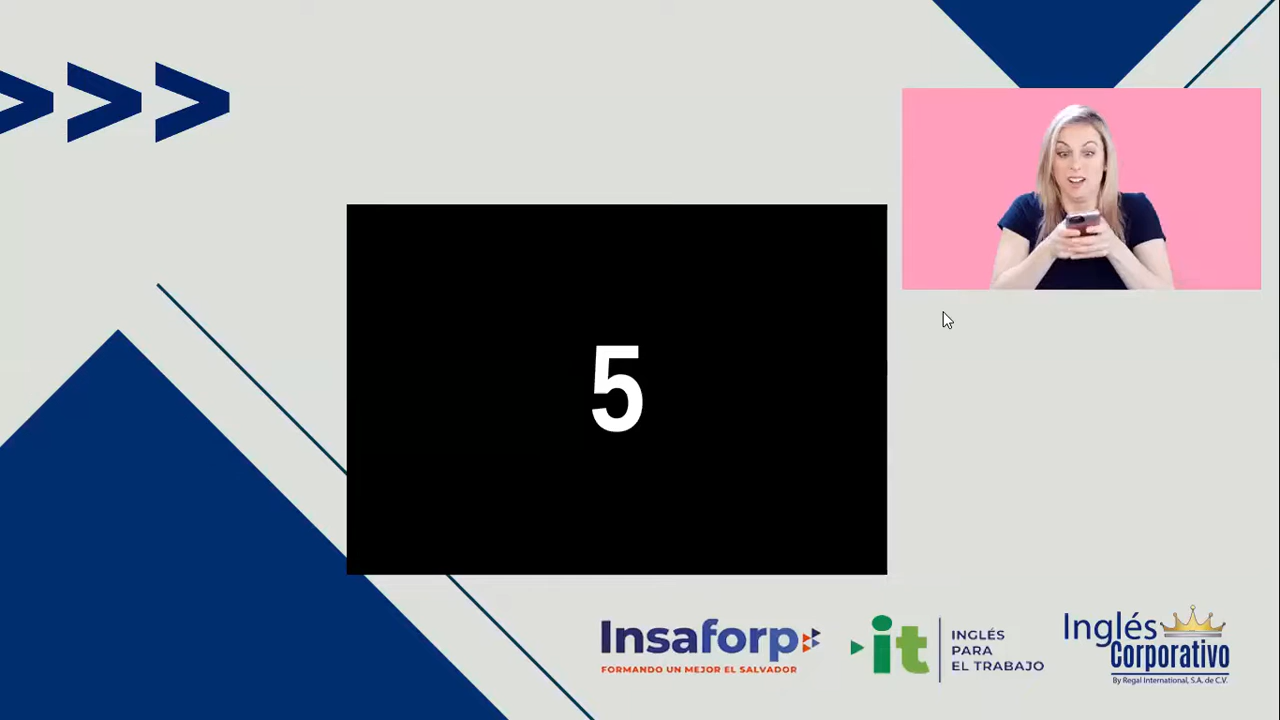 5
Insaforp
FORMANDO UN MEJOR EL SALVADOR
it
INGLÉS
PARA
EL TRABAJO
Inglés
Corporativo
By Regal International, S.A. de C.V.